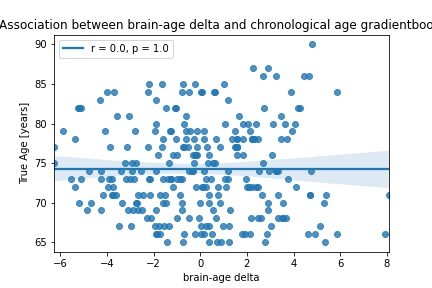 Association between brain-age delta and chronological age gradientboo
r = 0.0, p = 1.0
True Age [years]
90
85
80
75
70
65
−6 −4 −2 0 2 4 6 8
brain-age delta